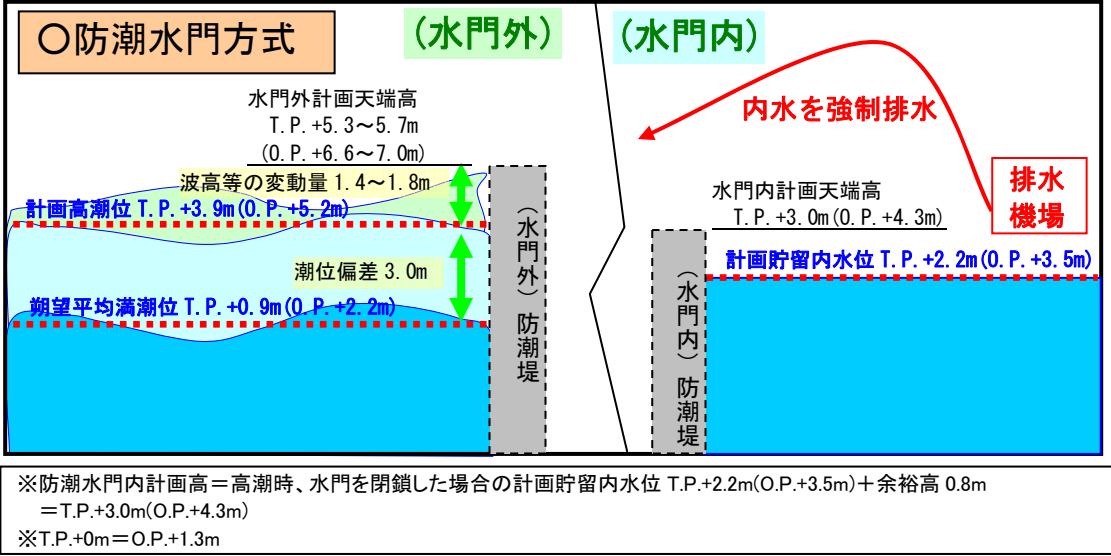 ○防潮水門方式
(水門外)
(水門内)
水門外計画天端高
T.P.+5.3～5.7m
(O.P.+6.6～7.0m)
波高等の変動量 1.4～1.8m
計画高潮位 T.P.+3.9m(O.P.+5.2m)
潮位偏差 3.0m
朔望平均満潮位 T.P.+0.9m(O.P.+2.2m)
(水門外)防潮堤
内水を強制排水
排水
機場
水門内計画天端高
T.P.+3.0m(O.P.+4.3m)
計画貯留内水位 T.P.+2.2m(O.P.+3.5m)
(水門内)防潮堤
※防潮水門内計画高＝高潮時、水門を閉鎖した場合の計画貯留内水位 T.P.+2.2m(O.P.+3.5m)＋余裕高 0.8m
＝T.P.+3.0m(O.P.+4.3m)
※T.P.+0m＝O.P.+1.3m